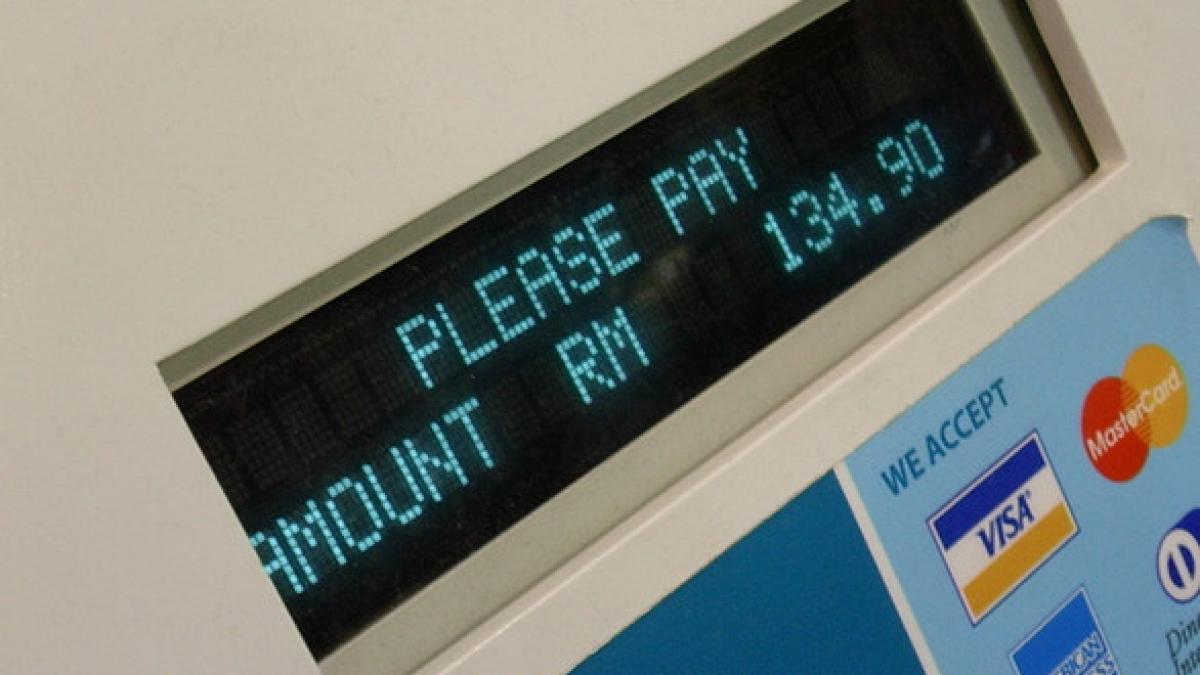 PLEASE PAY
AMOUNT RM 134.90
WE ACCEPT
MasterCard
VISA